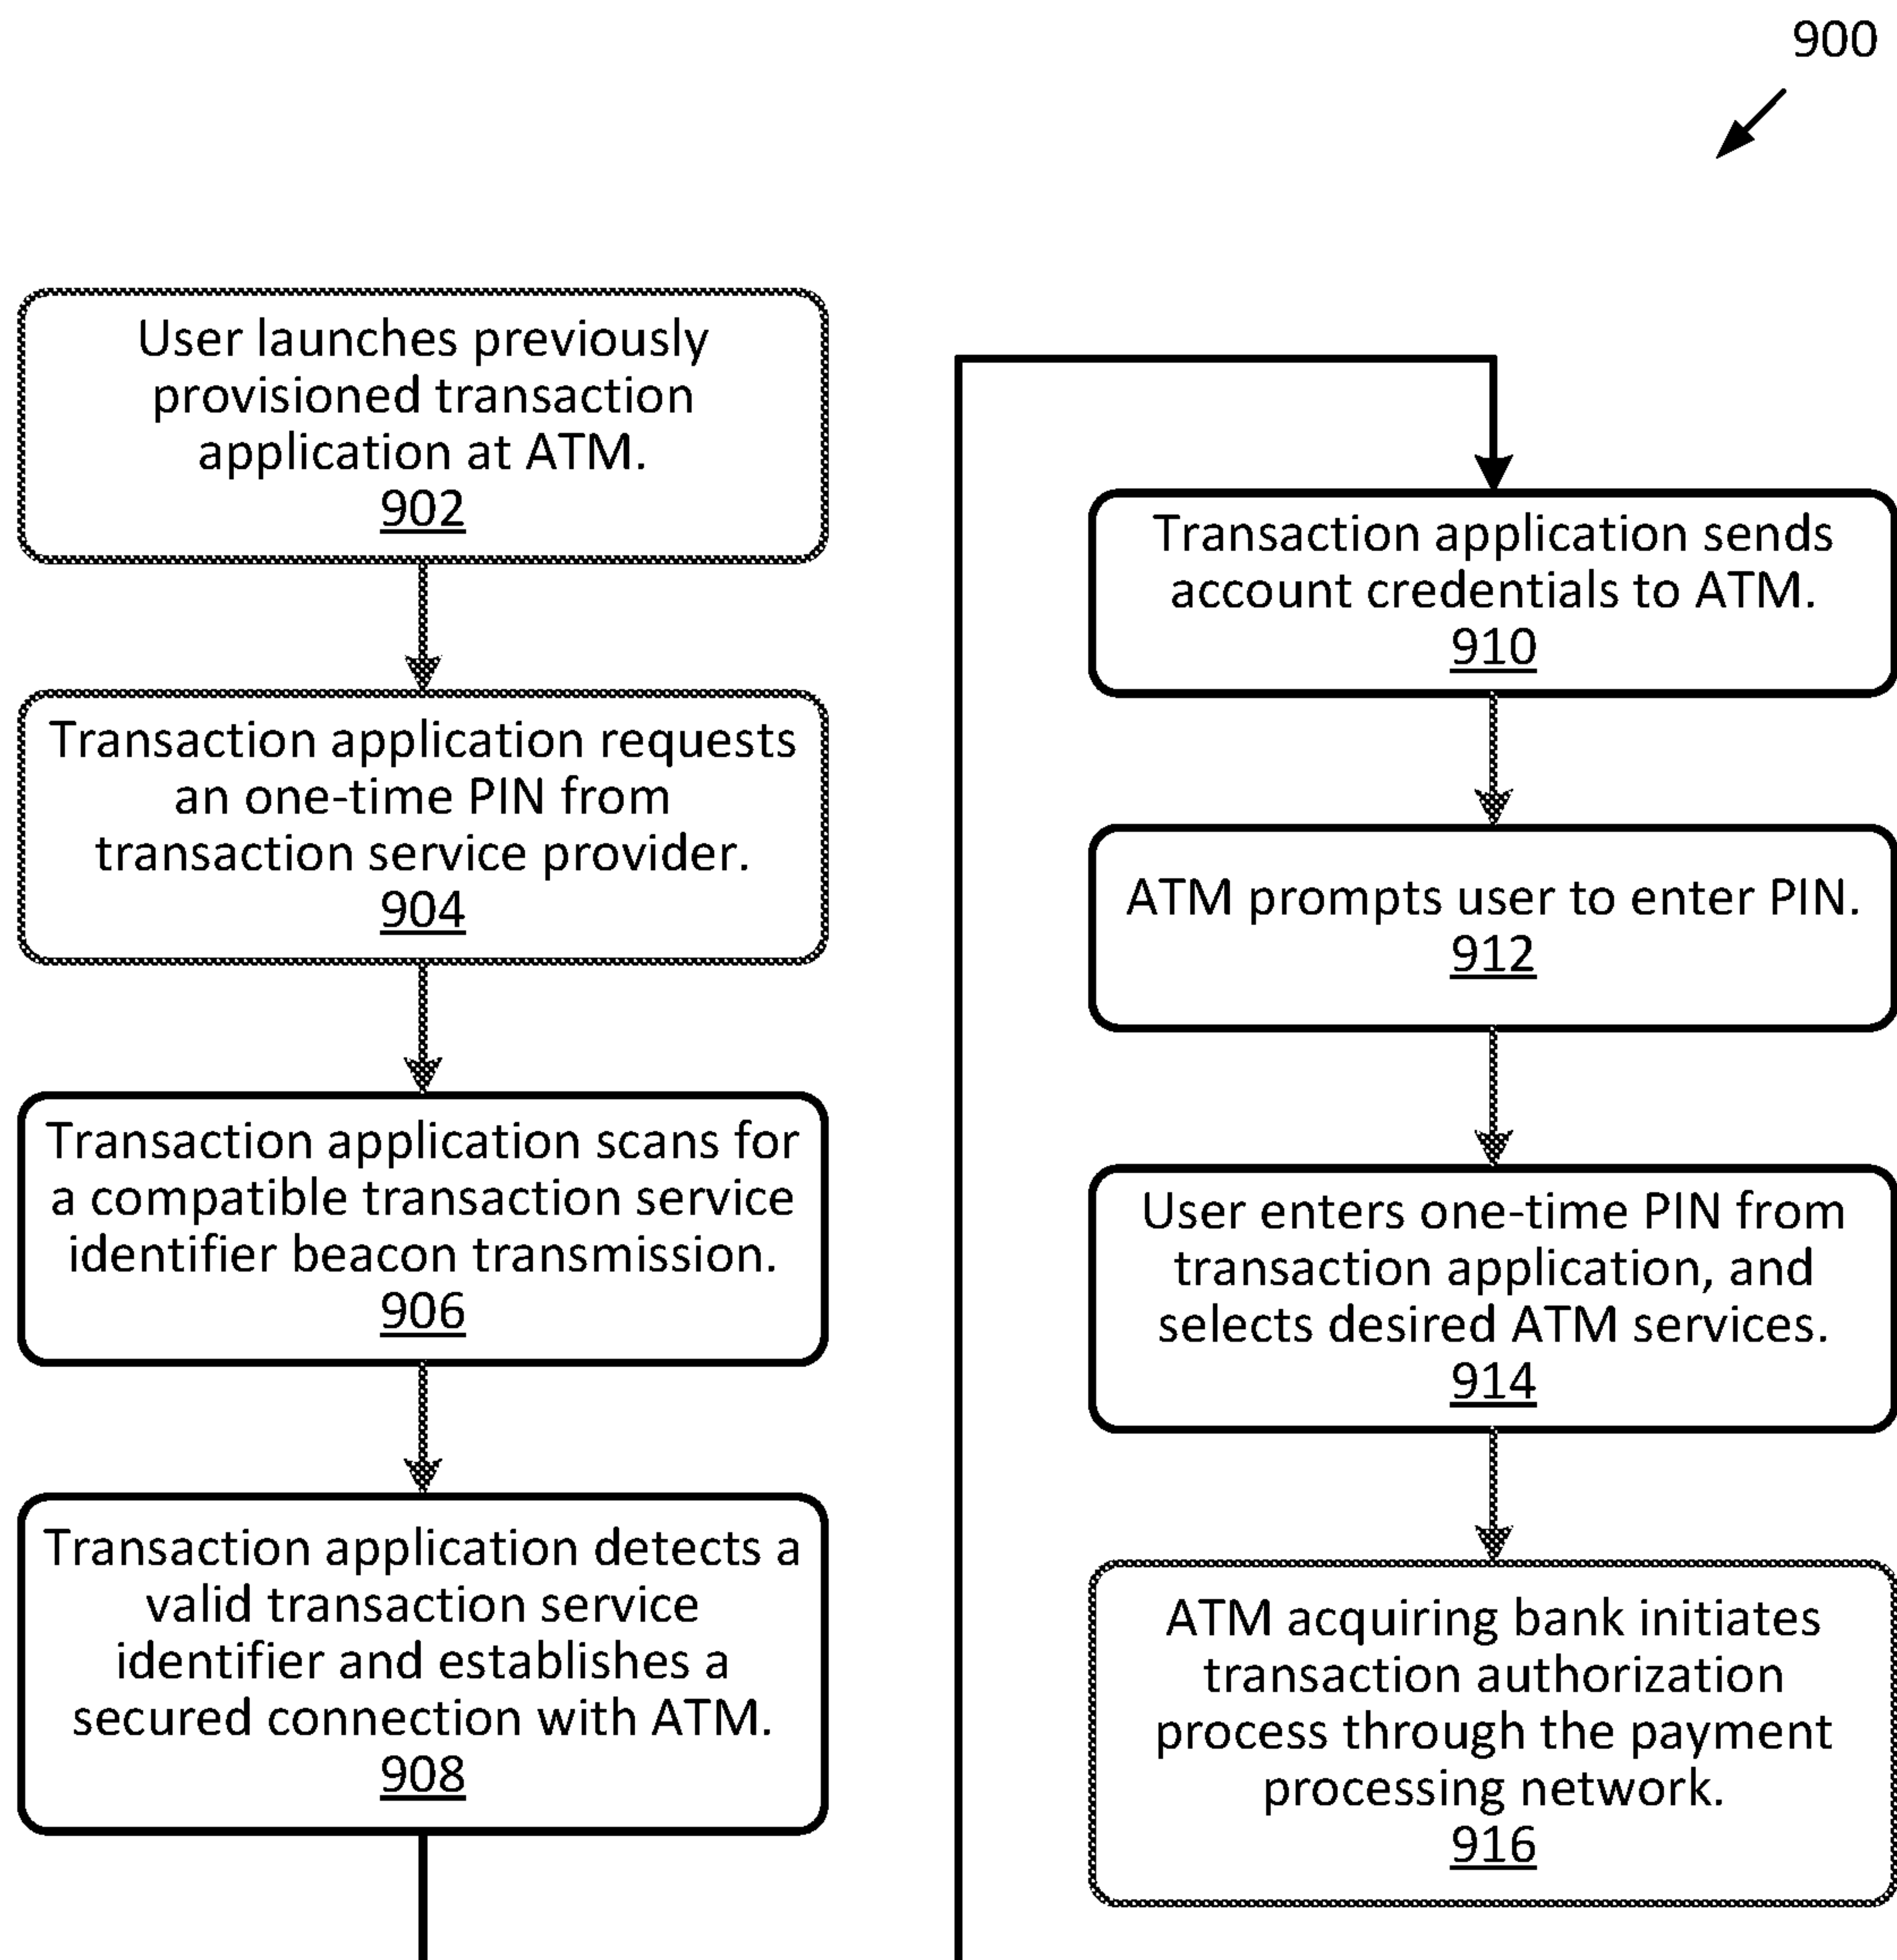 900
User launches previously
provisioned transaction
application at ATM.
902
Transaction application requests
an one-time PIN from
transaction service provider.
904
Transaction application scans for
a compatible transaction service
identifier beacon transmission.
906
Transaction application detects a
valid transaction service
identifier and establishes a
secured connection with ATM.
908
Transaction application sends
account credentials to ATM.
910
ATM prompts user to enter PIN.
912
User enters one-time PIN from
transaction application, and
selects desired ATM services.
914
ATM acquiring bank initiates
transaction authorization
process through the payment
processing network.
916